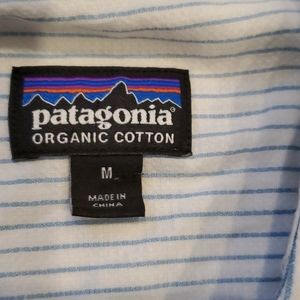 patagonia
ORGANIC COTTON
M
MADE IN
CHINA